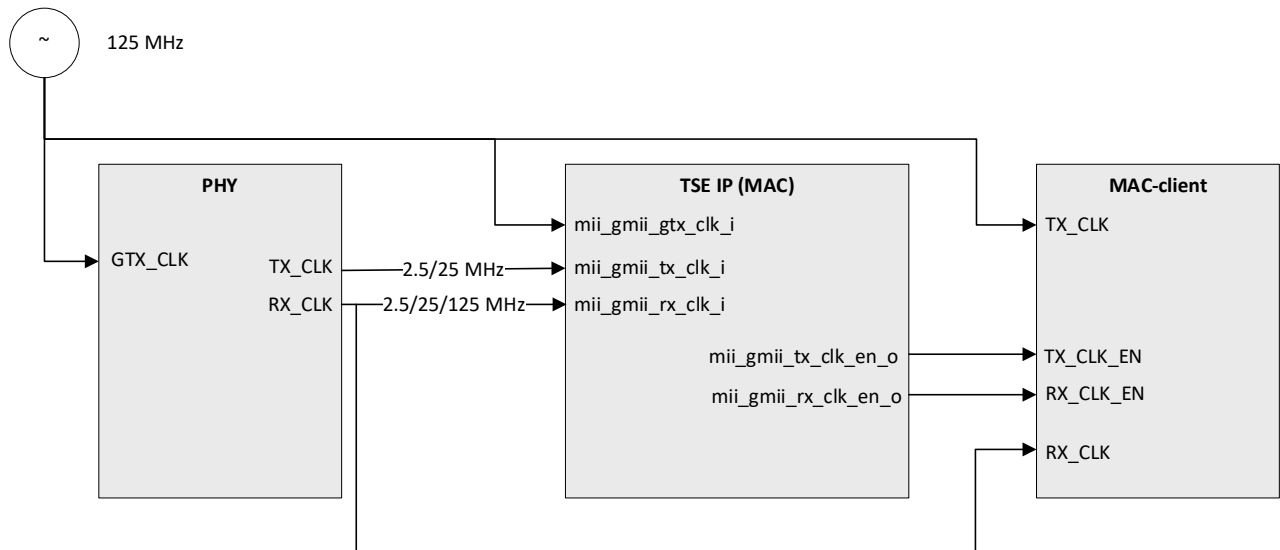 ~
125 MHz
PHY
GTX_CLK
TX_CLK
RX_CLK
2.5/25 MHz
2.5/25/125 MHz
TSE IP (MAC)
mii_gmii_gtx_clk_i
mii_gmii_tx_clk_i
mii_gmii_rx_clk_i
mii_gmii_tx_clk_en_o
mii_gmii_rx_clk_en_o
MAC-client
TX_CLK
TX_CLK_EN
RX_CLK_EN
RX_CLK